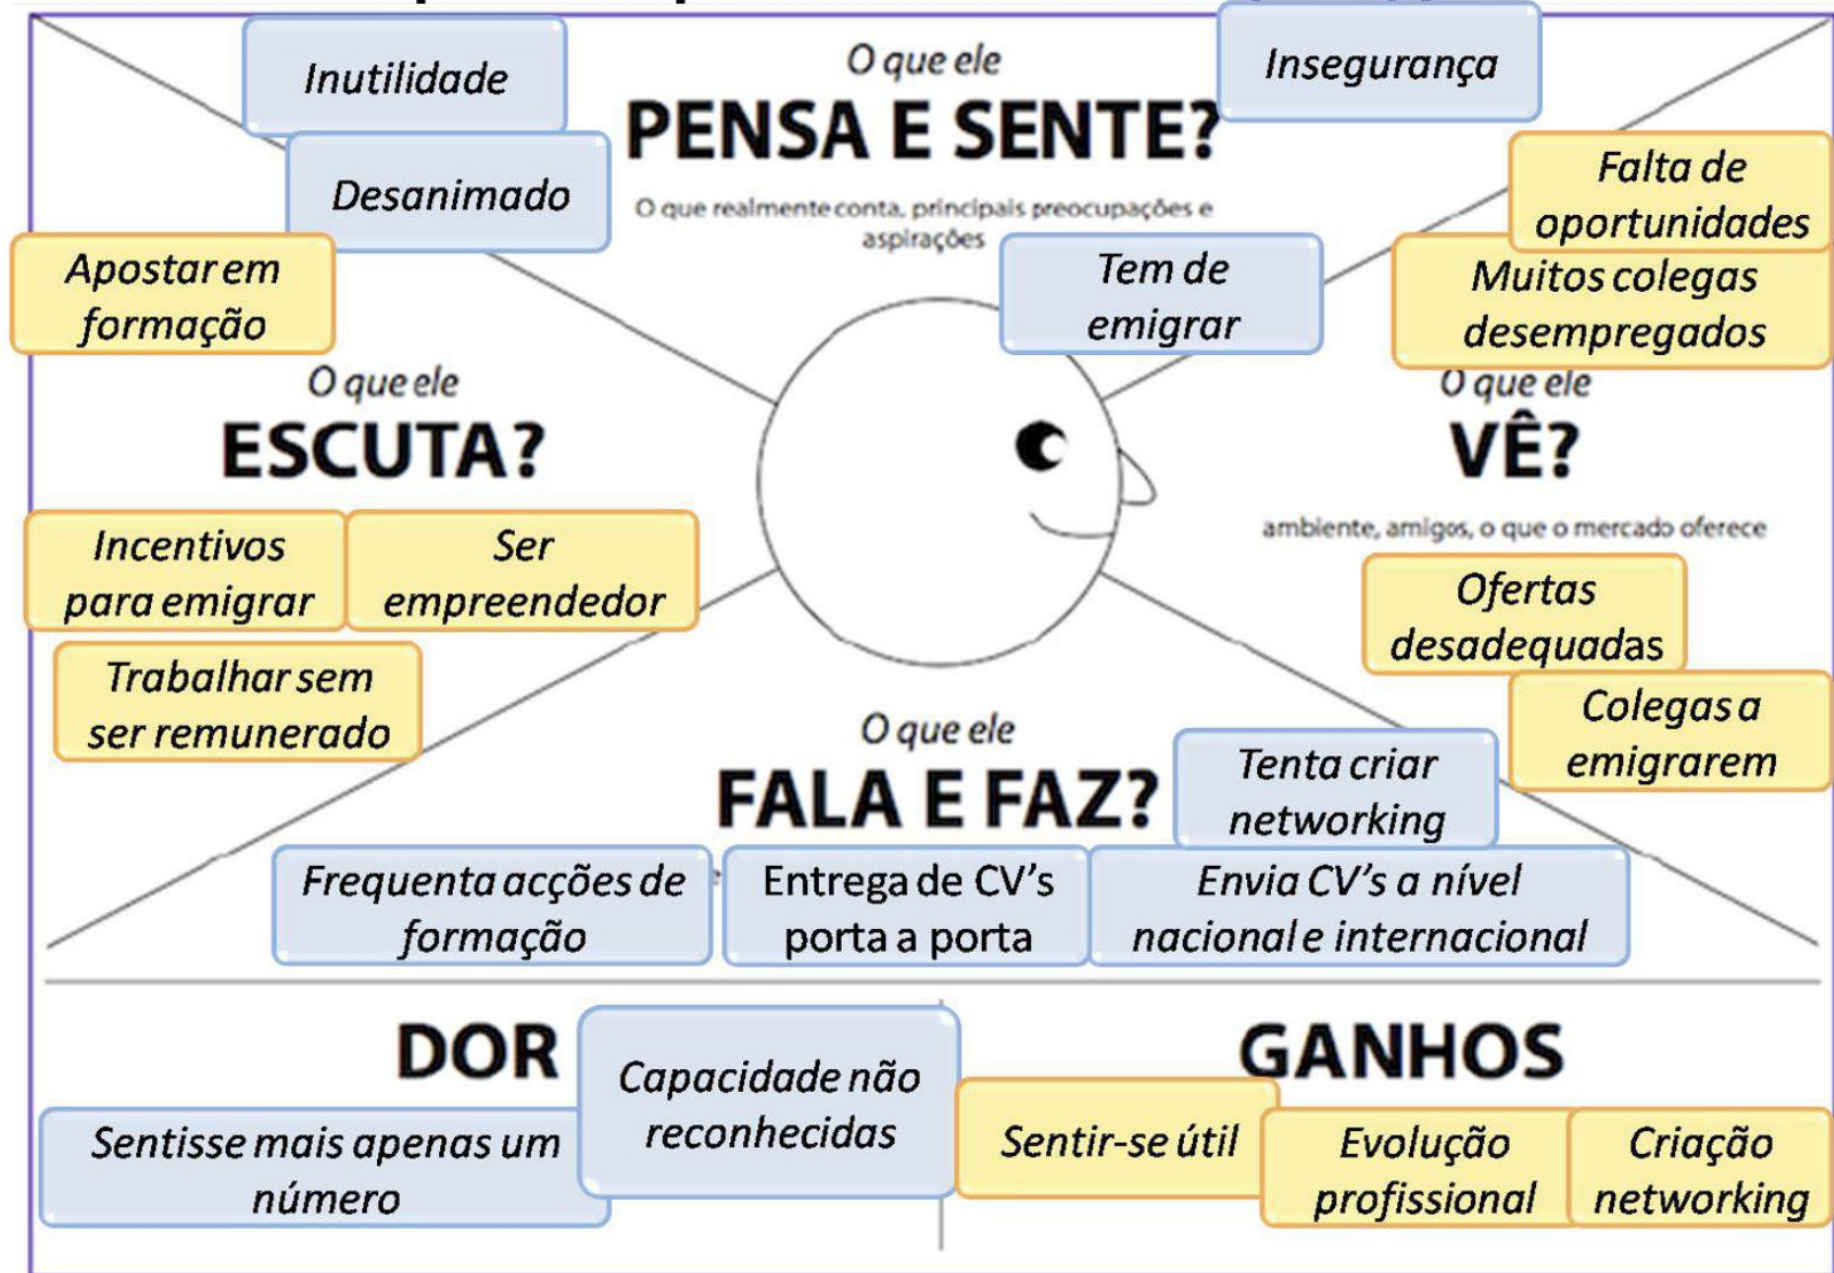 Inutilidade
Desanimado
O que ele
PENSA E SENTE?
O que realmente conta, principais preocupações e
aspirações
Insegurança
Tem de
emigrar
Apostar em
formação
O que ele
ESCUTA?
Incentivos
para emigrar
Ser
empreendedor
Trabalhar sem
ser remunerado
Falta de
oportunidades
Muitos colegas
desempregados
O que ele
VÊ?
ambiente, amigos, o que o mercado oferece
Ofertas
desadequadas
Colegas a
emigrarem
O que ele
FALA E FAZ?
Tenta criar
networking
Frequenta acções de
formação
Entrega de CV's
porta a porta
Envia CV's a nível
nacional e internacional
DOR
Capacidade não
reconhecidas
Sentisse mais apenas um
número
GANHOS
Sentir-se útil
Evolução
profissional
Criação
networking